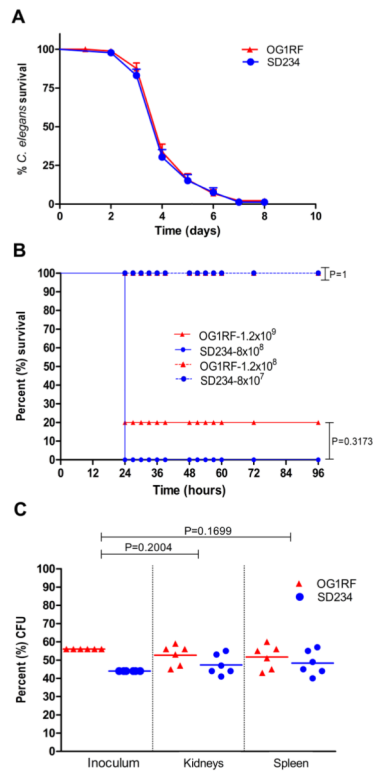 A
100
75
50
25
0
% C. elegans survival
OG1RF
SD234
0 2 4 6 8 10
Time (days)
B
100
90
80
70
60
50
40
30
20
10
0
Percent (%) survival
P=1
OG1RF-1.2x10⁹
SD234-8x10⁸
OG1RF-1.2x10⁸
SD234-8x10⁷
P=0.3173
0 12 24 36 48 60 72 84 96
Time (hours)
C
P=0.1699
P=0.2004
100
90
80
70
60
50
40
30
20
10
0
Percent (%) CFU
OG1RF
SD234
Inoculum Kidneys Spleen